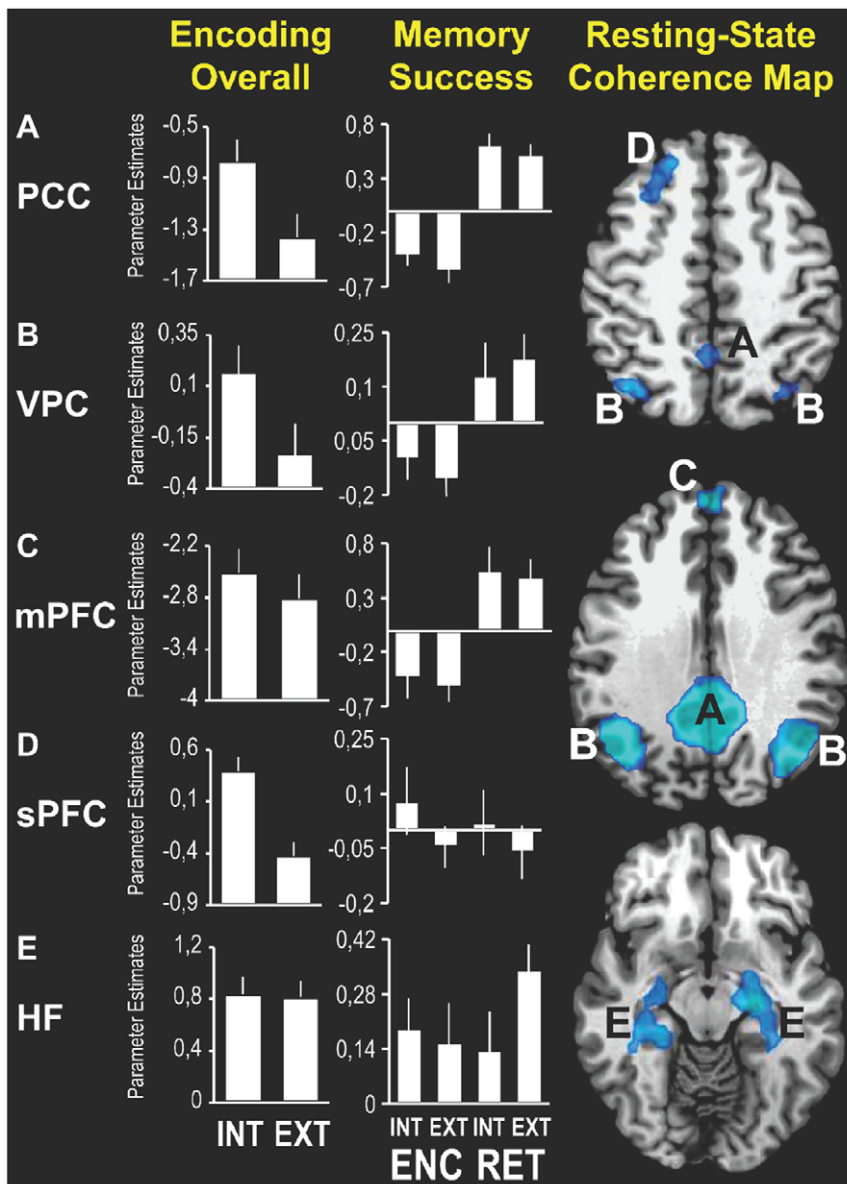 Encoding Overall
Memory Success
Resting-State Coherence Map
A
PCC
Parameter Estimates
-0,5
-0,9
-1,3
-1,7
0,8
0,3
-0,2
-0,7
D
A
B
B
B
VPC
Parameter Estimates
0,35
0,1
-0,15
-0,4
0,25
0,1
0,05
-0,2
C
mPFC
Parameter Estimates
-2,2
-2,8
-3,4
-4
0,8
0,3
-0,2
-0,7
C
A
B
B
D
sPFC
Parameter Estimates
0,6
0,1
-0,4
-0,9
0,25
0,1
-0,05
-0,2
E
HF
Parameter Estimates
1,2
0,8
0,4
0
0,42
0,28
0,14
0
E
E
INT EXT
INT EXT INT EXT
ENC RET